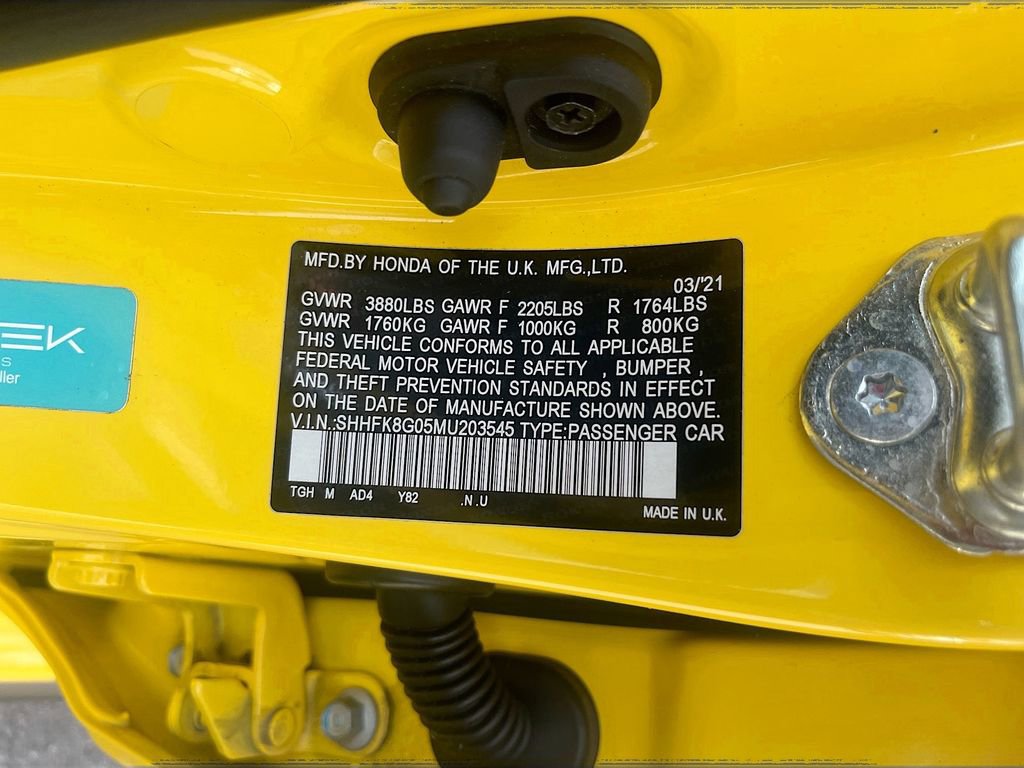 MFD.BY HONDA OF THE U.K. MFG.,LTD.
03/'21
GVWR 3880LBS GAWR F 2205LBS R 1764LBS
GVWR 1760KG GAWR F 1000KG R 800KG
THIS VEHICLE CONFORMS TO ALL APPLICABLE
FEDERAL MOTOR VEHICLE SAFETY , BUMPER ,
AND THEFT PREVENTION STANDARDS IN EFFECT
ON THE DATE OF MANUFACTURE SHOWN ABOVE.
V.I.N.:SHHFK8G05MU203545 TYPE:PASSENGER CAR
TGH M AD4 Y82 .N.U
MADE IN U.K.